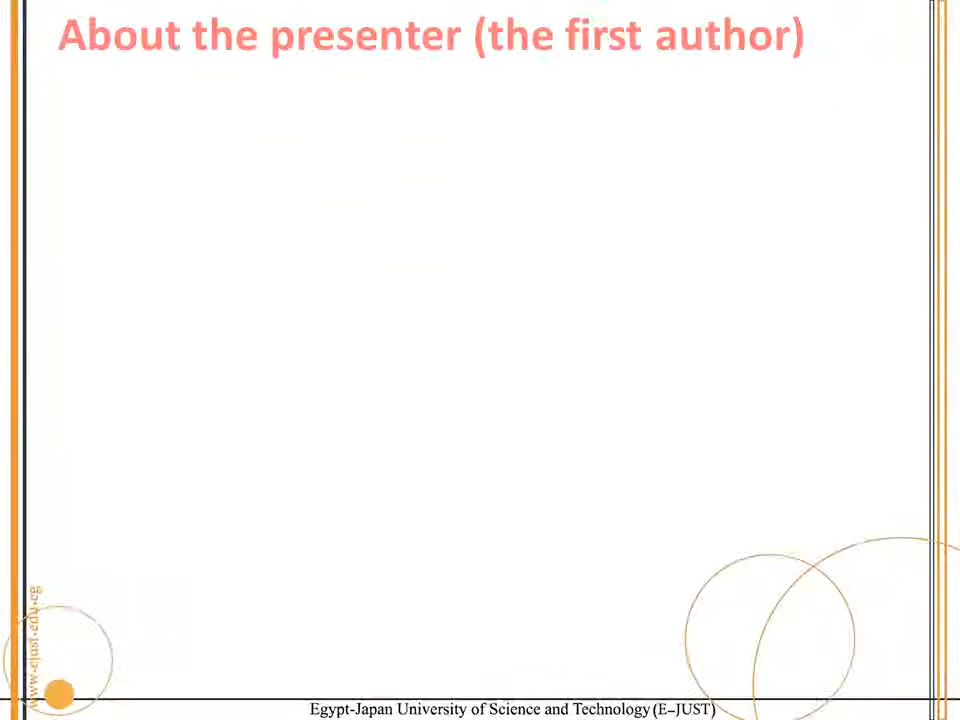 About the presenter (the first author)
www.ejust.edu.eg
Egypt-Japan University of Science and Technology (E-JUST)